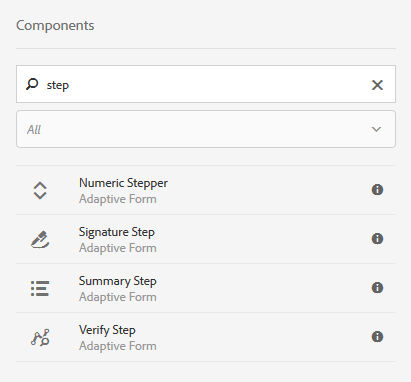 Components
step
All
Numeric Stepper
Adaptive Form
Signature Step
Adaptive Form
Summary Step
Adaptive Form
Verify Step
Adaptive Form